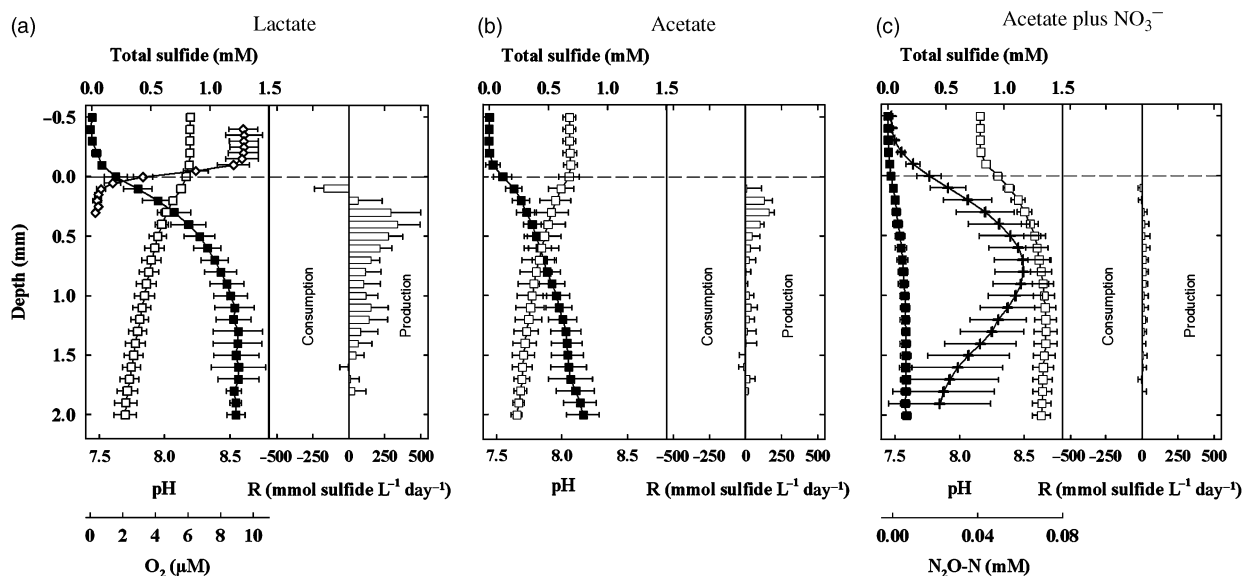 (a) Lactate
Total sulfide (mM)
0.0 0.5 1.0 1.5
−0.5
0.0
0.5
1.0
1.5
2.0
Depth (mm)
Consumption
Production
7.5 8.0 8.5 −500 −250 0 250 500
pH R (mmol sulfide L⁻¹ day⁻¹)
0 2 4 6 8 10
O₂ (μM)
(b) Acetate
Total sulfide (mM)
0.0 0.5 1.0 1.5
Consumption
Production
7.5 8.0 8.5 −500 −250 0 250 500
pH R (mmol sulfide L⁻¹ day⁻¹)
(c) Acetate plus NO₃⁻
Total sulfide (mM)
0.0 0.5 1.0 1.5
Consumption
Production
7.5 8.0 8.5 −500 −250 0 250 500
pH R (mmol sulfide L⁻¹ day⁻¹)
0.00 0.04 0.08
N₂O-N (mM)